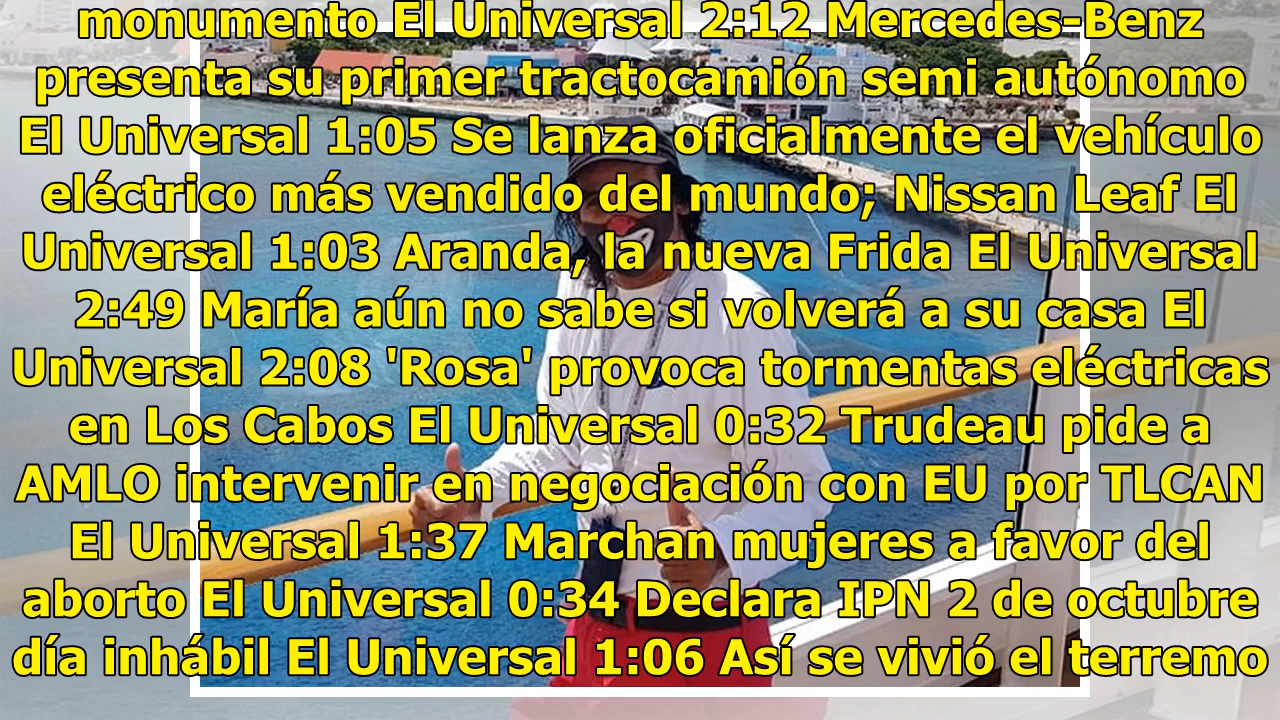 monumento El Universal 2:12 Mercedes-Benz
presenta su primer tractocamión semi autónomo
El Universal 1:05 Se lanza oficialmente el vehículo
eléctrico más vendido del mundo; Nissan Leaf El
Universal 1:03 Aranda, la nueva Frida El Universal
2:49 María aún no sabe si volverá a su casa El
Universal 2:08 'Rosa' provoca tormentas eléctricas
en Los Cabos El Universal 0:32 Trudeau pide a
AMLO intervenir en negociación con EU por TLCAN
El Universal 1:37 Marchan mujeres a favor del
aborto El Universal 0:34 Declara IPN 2 de octubre
día inhábil El Universal 1:06 Así se vivió el terremo